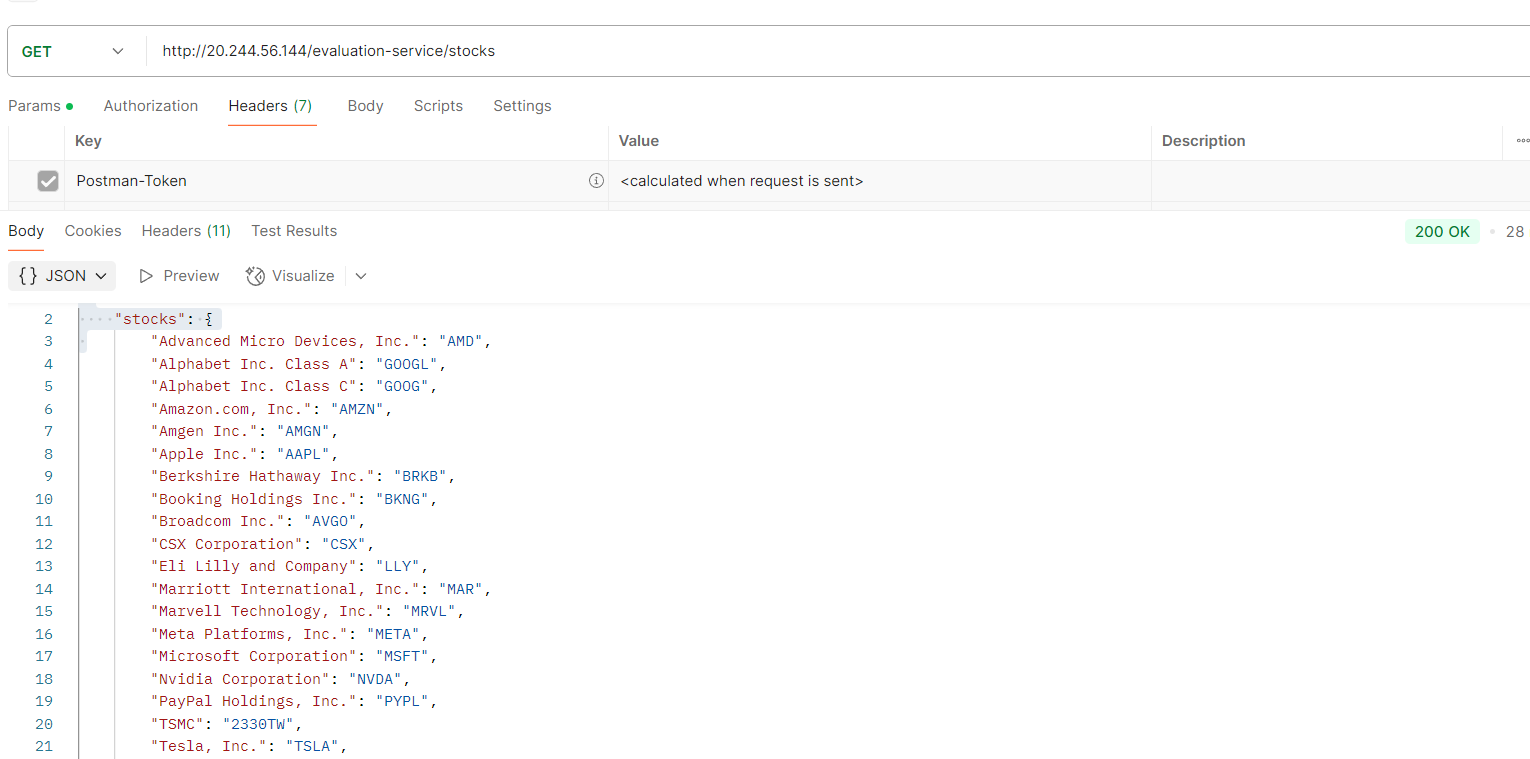 GET http://20.244.56.144/evaluation-service/stocks
Params Authorization Headers (7) Body Scripts Settings
Key Value Description
Postman-Token <calculated when request is sent>
Body Cookies Headers (11) Test Results 200 OK • 28
{} JSON Preview Visualize
2 "stocks": {
3 "Advanced Micro Devices, Inc.": "AMD",
4 "Alphabet Inc. Class A": "GOOGL",
5 "Alphabet Inc. Class C": "GOOG",
6 "Amazon.com, Inc.": "AMZN",
7 "Amgen Inc.": "AMGN",
8 "Apple Inc.": "AAPL",
9 "Berkshire Hathaway Inc.": "BRKB",
10 "Booking Holdings Inc.": "BKNG",
11 "Broadcom Inc.": "AVGO",
12 "CSX Corporation": "CSX",
13 "Eli Lilly and Company": "LLY",
14 "Marriott International, Inc.": "MAR",
15 "Marvell Technology, Inc.": "MRVL",
16 "Meta Platforms, Inc.": "META",
17 "Microsoft Corporation": "MSFT",
18 "Nvidia Corporation": "NVDA",
19 "PayPal Holdings, Inc.": "PYPL",
20 "TSMC": "2330TW",
21 "Tesla, Inc.": "TSLA",